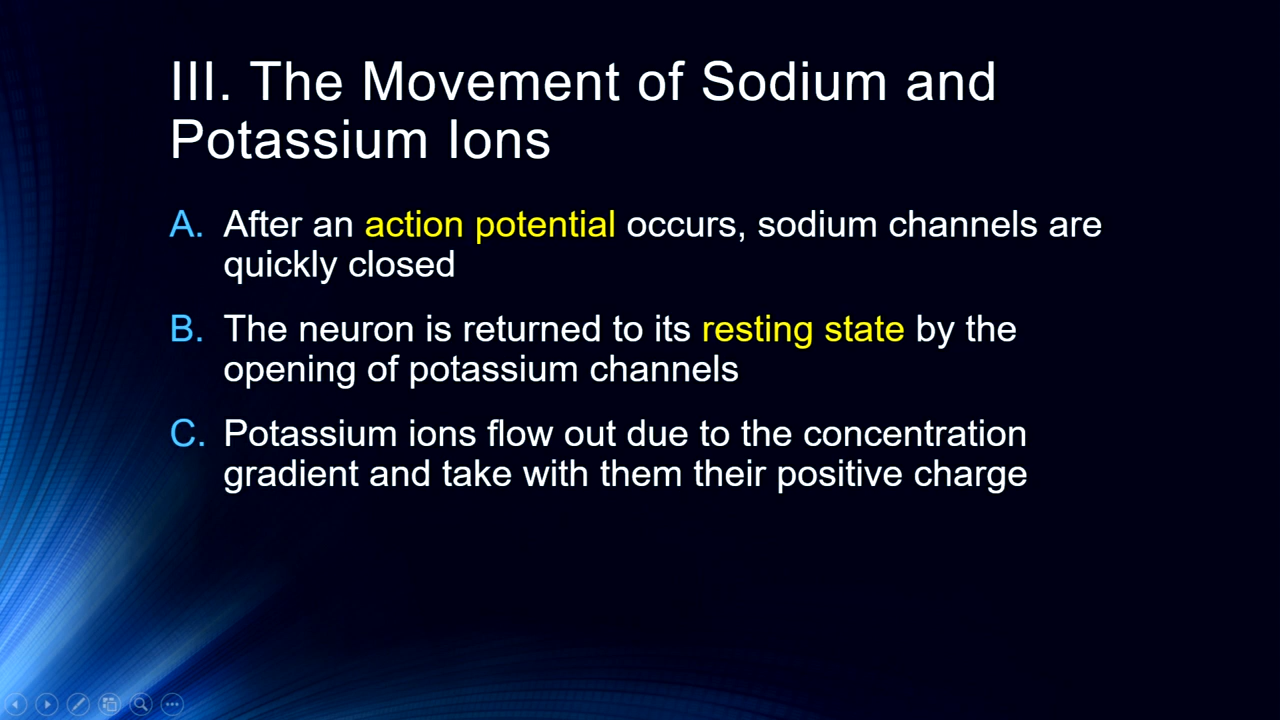 III. The Movement of Sodium and
Potassium Ions
A. After an action potential occurs, sodium channels are
quickly closed
B. The neuron is returned to its resting state by the
opening of potassium channels
C. Potassium ions flow out due to the concentration
gradient and take with them their positive charge